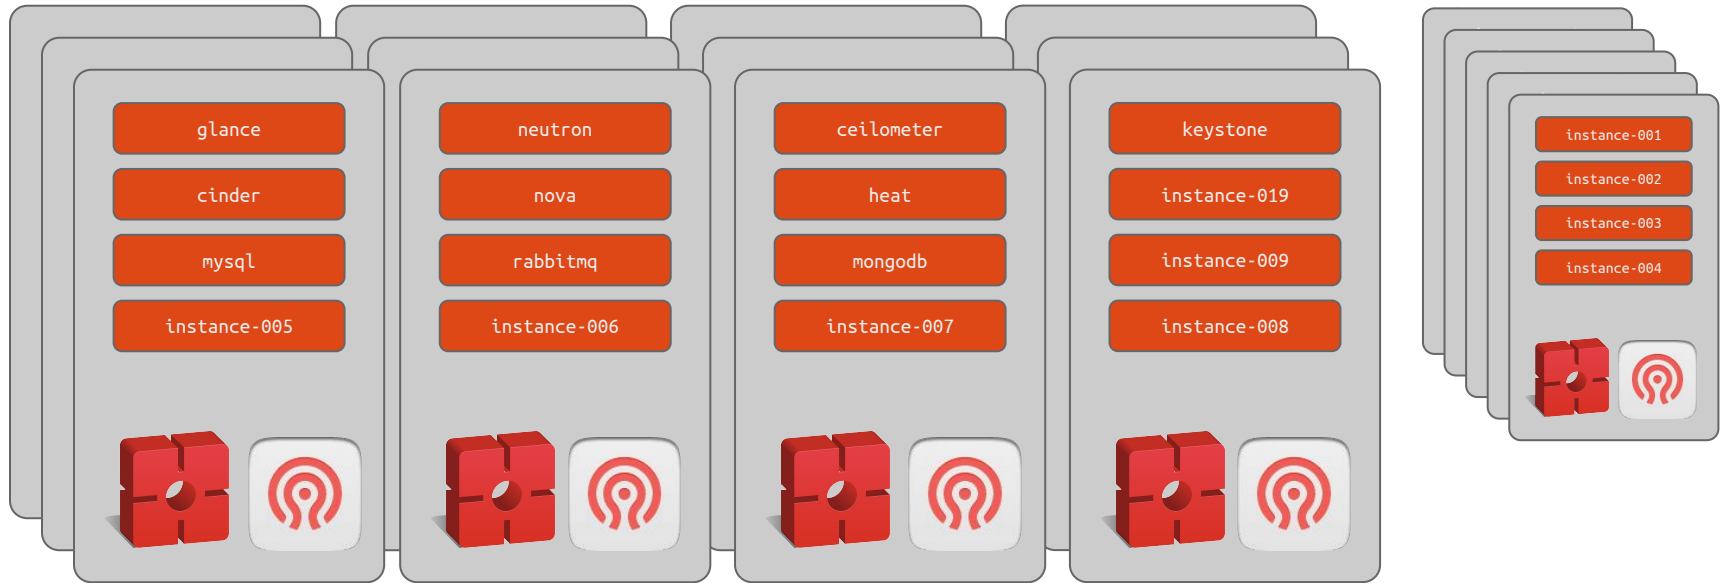 glance
cinder
mysql
instance-005
neutron
nova
rabbitmq
instance-006
ceilometer
heat
mongodb
instance-007
keystone
instance-019
instance-009
instance-008
instance-001
instance-002
instance-003
instance-004